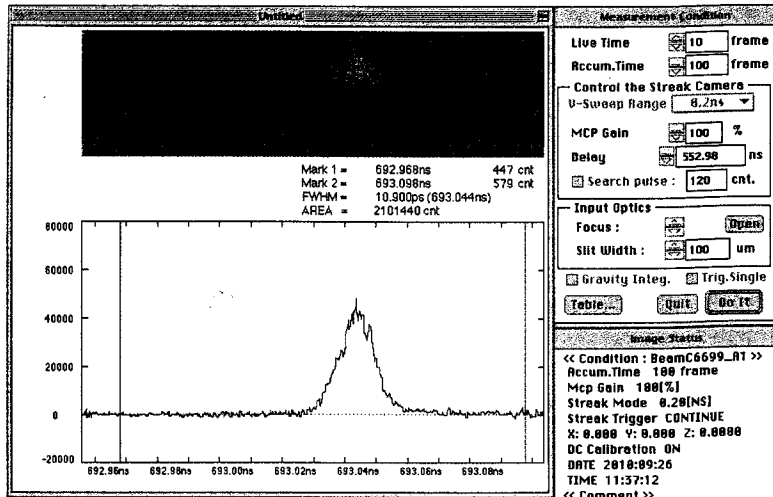 Untitled
Mark 1 = 692.968ns 447 cnt
Mark 2 = 693.098ns 579 cnt
FWHM = 10.900ps (693.044ns)
AREA = 2101440 cnt
80000
60000
40000
20000
0
-20000
692.96ns 692.98ns 693.00ns 693.02ns 693.04ns 693.06ns 693.08ns
Measurement Condition
Live Time 10 frame
Accum.Time 100 frame
Control the Streak Camera
V-Sweep Range 0.2ns
MCP Gain 100 %
Delay 552.98 ns
Search pulse : 120 cnt.
Input Optics
Focus : Open
Slit Width : 100 um
Gravity Integ. Trig.Single
Table... Quit Do It
Image Status
<< Condition : BeamC6699_A1 >>
Accum.Time 100 frame
Mcp Gain 100[%]
Streak Mode 0.20[NS]
Streak Trigger CONTINUE
X: 0.000 Y: 0.000 Z: 0.0000
DC Calibration ON
DATE 2010:09:26
TIME 11:37:12
<< Comment >>